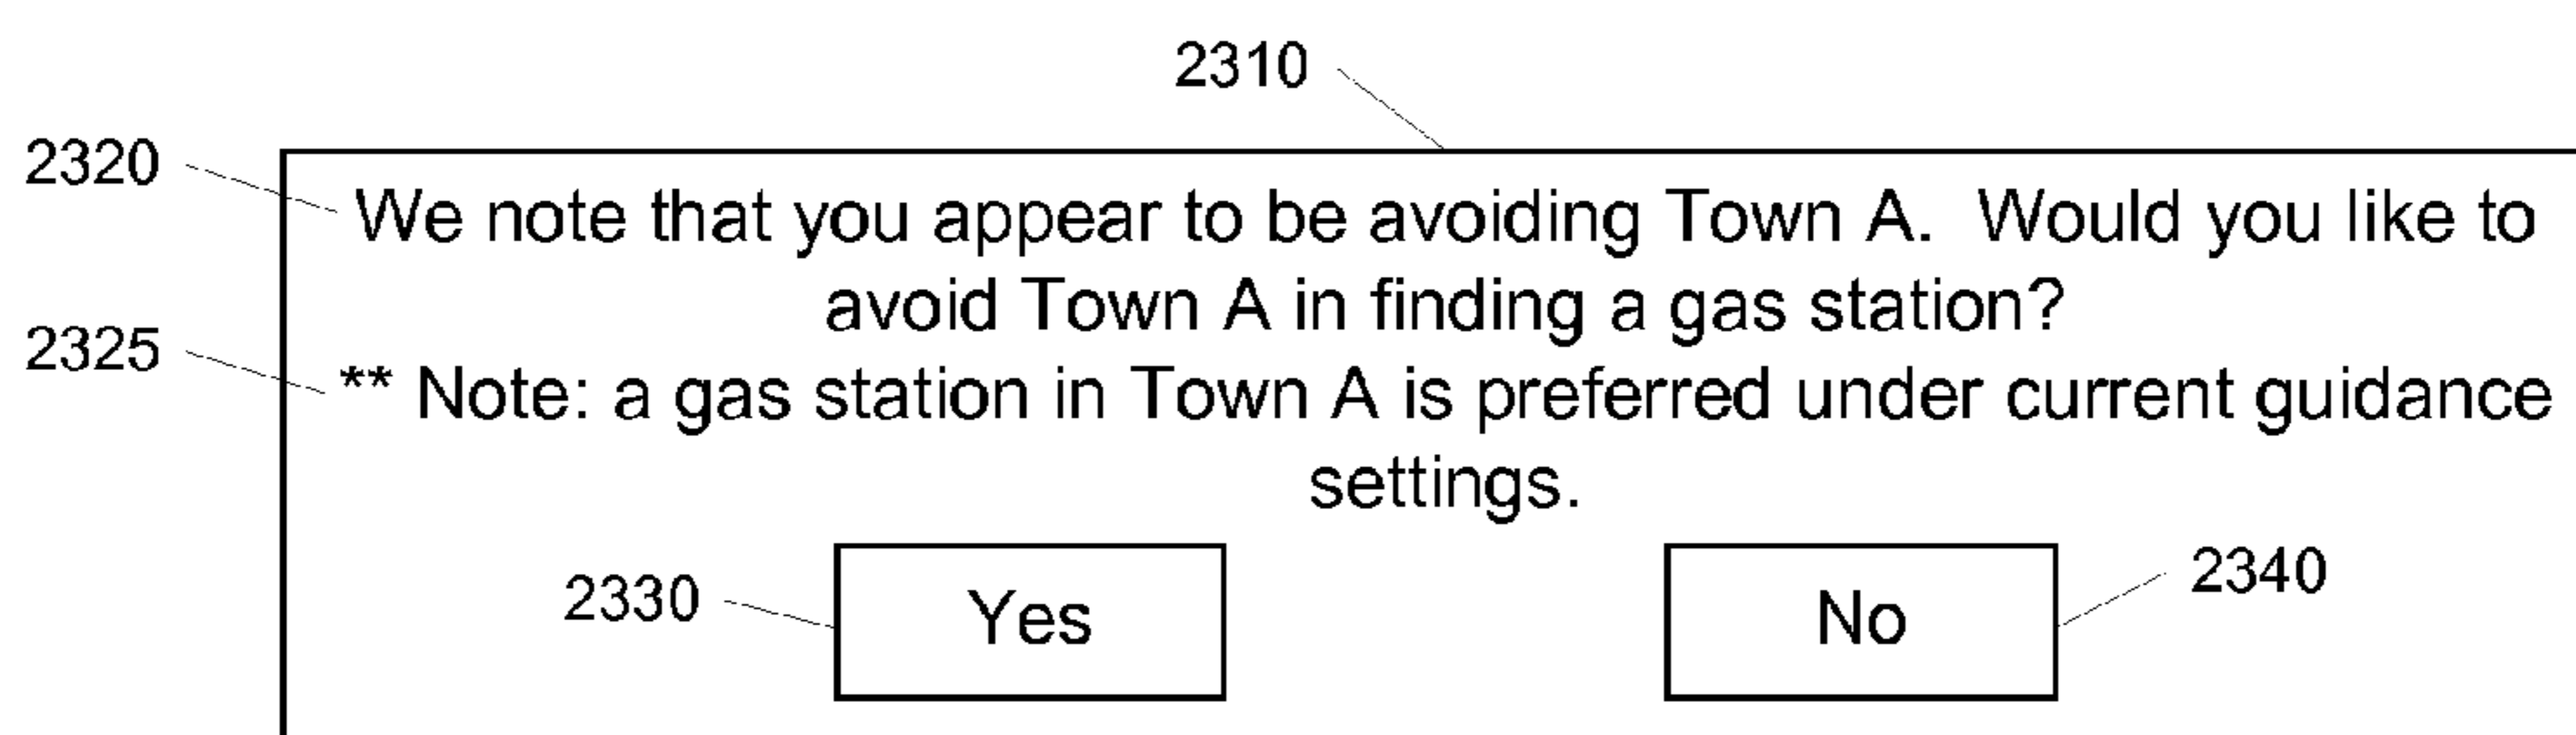 2310
2320
We note that you appear to be avoiding Town A. Would you like to
avoid Town A in finding a gas station?
2325
** Note: a gas station in Town A is preferred under current guidance
settings.
2330
Yes
No
2340